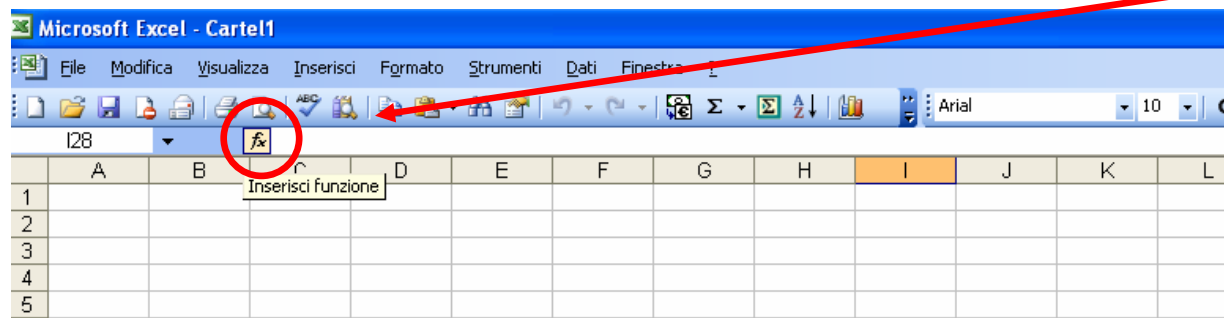 Microsoft Excel - Cartel1
File Modifica Visualizza Inserisci Formato Strumenti Dati Finestra ?
ABC Σ Σ A Z Arial 10
I28 fx
A B C D E F G H I J K L
Inserisci funzione
1
2
3
4
5